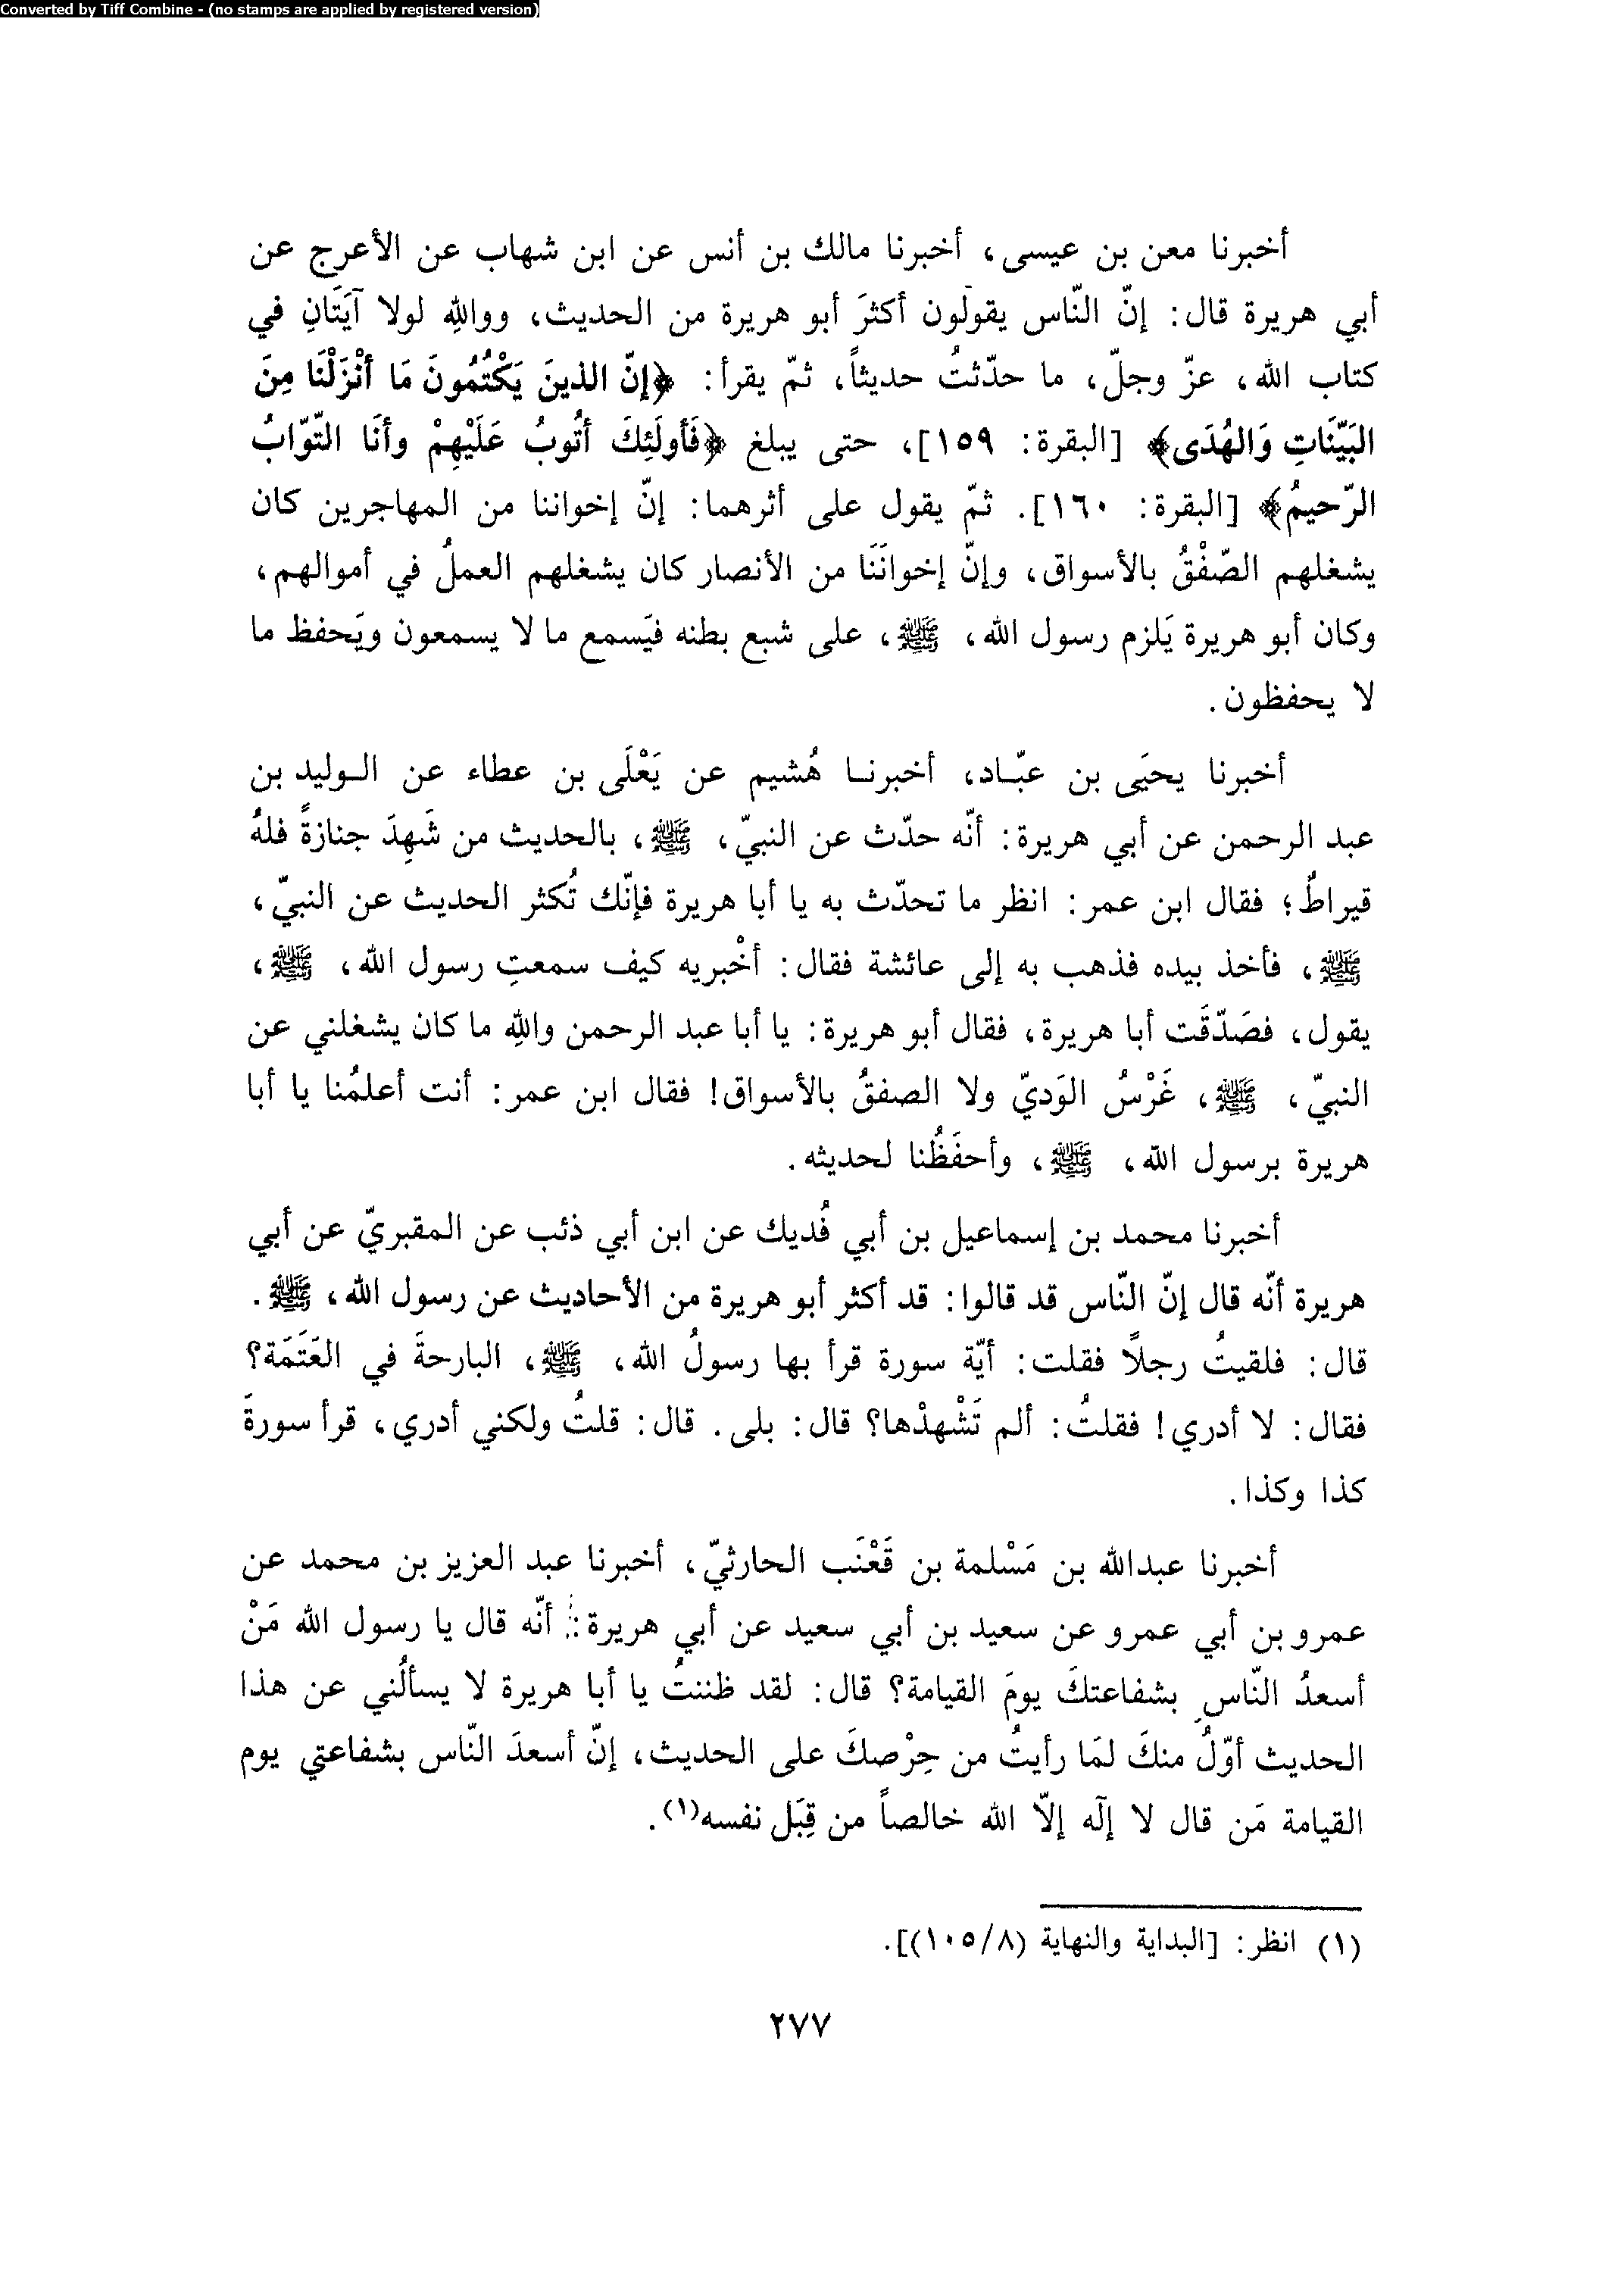 Converted by Tiff Combine - (no stamps are applied by registered version)
أخبرنا معن بن عيسى، أخبرنا مالك بن أنس عن ابن شهاب عن الأعرج عن
أبي هريرة قال: إنّ النّاس يقولون أكثرَ أبو هريرة من الحديث، وواللهِ لولا آيَتَانِ في
كتاب الله، عزّ وجلّ، ما حدّثتُ حديثاً، ثمّ يقرأ: ﴿إنّ الذينَ يَكْتُمُونَ مَا أنْزَلْنَا مِنَ
البَيّنَاتِ وَالهُدَى﴾ [البقرة: ١٥٩]، حتى يبلغ ﴿فَأولَئِكَ أتُوبُ عَلَيْهِمْ وأنَا التّوّابُ
الرّحيمُ﴾ [البقرة: ١٦٠]. ثمّ يقول على أثرهما: إنّ إخواننا من المهاجرين كان
يشغلهم الصّفْقُ بالأسواق، وإنّ إخوانَنَا من الأنصار كان يشغلهم العملُ في أموالهم،
وكان أبو هريرة يَلزم رسول الله، ﷺ، على شبع بطنه فيَسمع ما لا يسمعون ويَحفظ ما
لا يحفظون.
أخبرنا يحيَى بن عبّاد، أخبرنا هُشيم عن يَعْلَى بن عطاء عن الوليد بن
عبد الرحمن عن أبي هريرة: أنّه حدّث عن النبيّ، ﷺ، بالحديث من شَهِدَ جنازةً فلهُ
قيراطٌ؛ فقال ابن عمر: انظر ما تحدّث به يا أبا هريرة فإنّك تُكثر الحديث عن النبيّ،
ﷺ، فأخذ بيده فذهب به إلى عائشة فقال: أخْبريه كيف سمعتِ رسول الله، ﷺ،
يقول، فصَدّقَت أبا هريرة، فقال أبو هريرة: يا أبا عبد الرحمن واللهِ ما كان يشغلني عن
النبيّ، ﷺ، غَرْسُ الوَديّ ولا الصفقُ بالأسواق! فقال ابن عمر: أنت أعلمُنا يا أبا
هريرة برسول الله، ﷺ، وأحفَظُنا لحديثه.
أخبرنا محمد بن إسماعيل بن أبي فُديك عن ابن أبي ذئب عن المقبريّ عن أبي
هريرة أنّه قال إنّ النّاس قد قالوا: قد أكثر أبو هريرة من الأحاديث عن رسول الله، ﷺ.
قال: فلقيتُ رجلاً فقلت: أيّة سورة قرأ بها رسولُ الله، ﷺ، البارحةَ في العَتَمَة؟
فقال: لا أدري! فقلتُ: ألم تَشْهدْها؟ قال: بلى. قال: قلتُ ولكني أدري، قرأ سورةَ
كذا وكذا.
أخبرنا عبدالله بن مَسْلمة بن قَعْنَب الحارثيّ، أخبرنا عبد العزيز بن محمد عن
عمرو بن أبي عمرو عن سعيد بن أبي سعيد عن أبي هريرة: أنّه قال يا رسول الله مَنْ
أسعدُ النّاسِ بشفاعتكَ يومَ القيامة؟ قال: لقد ظننتُ يا أبا هريرة لا يسألُني عن هذا
الحديث أوّلُ منكَ لمَا رأيتُ من حِرْصكَ على الحديث، إنّ أسعدَ النّاس بشفاعتي يوم
القيامة مَن قال لا إلَه إلاّ الله خالصاً من قِبَل نفسه(١).
(١) انظر: [البداية والنهاية (١٠٥/٨)].
٢٧٧